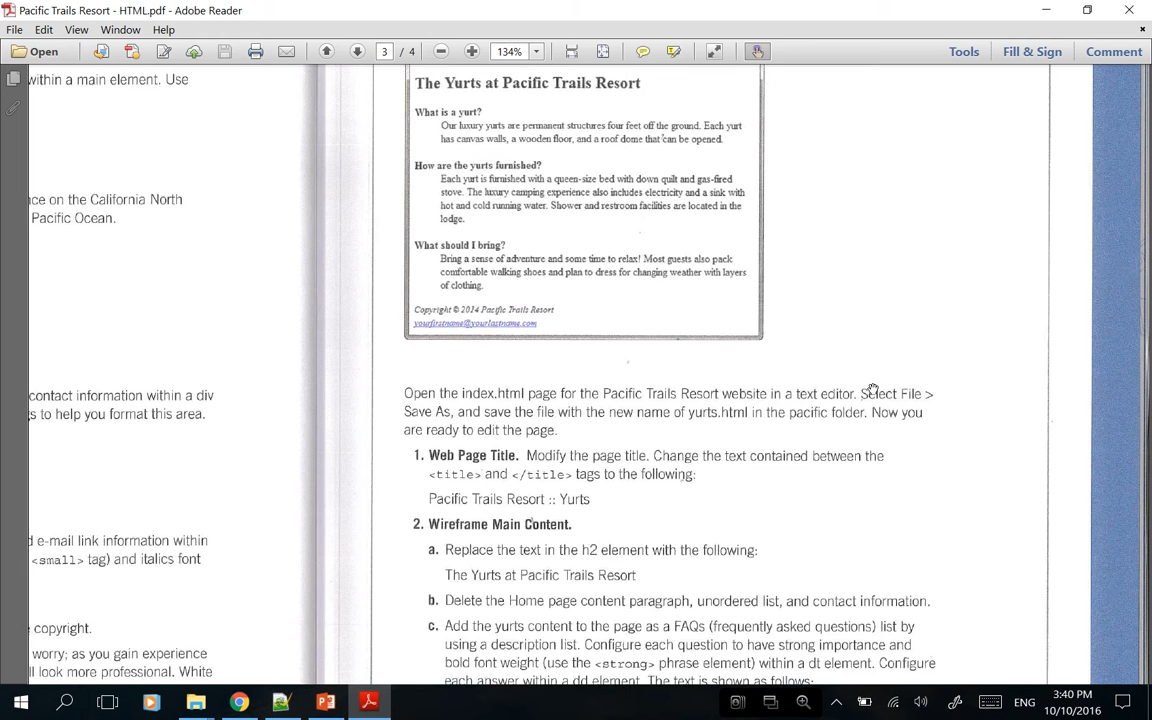 Pacific Trails Resort - HTML.pdf - Adobe Reader
File Edit View Window Help
Open 3 / 4 134% Tools Fill & Sign Comment
within a main element. Use
nce on the California North
Pacific Ocean.
contact information within a div
gs to help you format this area.
d e-mail link information within
<small> tag) and italics font
copyright.
worry; as you gain experience
ll look more professional. White
The Yurts at Pacific Trails Resort
What is a yurt?
Our luxury yurts are permanent structures four feet off the ground. Each yurt
has canvas walls, a wooden floor, and a roof dome that can be opened.
How are the yurts furnished?
Each yurt is furnished with a queen-size bed with down quilt and gas-fired
stove. The luxury camping experience also includes electricity and a sink with
hot and cold running water. Shower and restroom facilities are located in the
lodge.
What should I bring?
Bring a sense of adventure and some time to relax! Most guests also pack
comfortable walking shoes and plan to dress for changing weather with layers
of clothing.
Copyright © 2014 Pacific Trails Resort
yourfirstname@yourlastname.com
Open the index.html page for the Pacific Trails Resort website in a text editor. Select File >
Save As, and save the file with the new name of yurts.html in the pacific folder. Now you
are ready to edit the page.
1. Web Page Title. Modify the page title. Change the text contained between the
<title> and </title> tags to the following:
Pacific Trails Resort :: Yurts
2. Wireframe Main Content.
a. Replace the text in the h2 element with the following:
The Yurts at Pacific Trails Resort
b. Delete the Home page content paragraph, unordered list, and contact information.
c. Add the yurts content to the page as a FAQs (frequently asked questions) list by
using a description list. Configure each question to have strong importance and
bold font weight (use the <strong> phrase element) within a dt element. Configure
each answer within a dd element. The text is shown as follows:
ENG
3:40 PM
10/10/2016